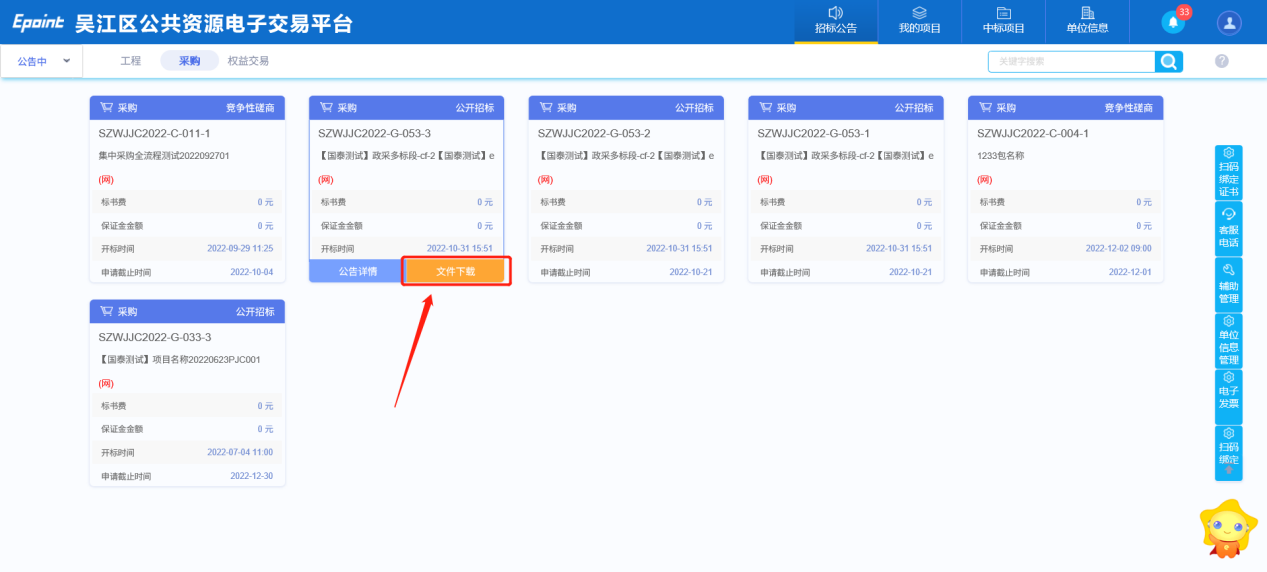 Epoint 吴江区公共资源电子交易平台
招标公告
我的项目
中标项目
单位信息
33
公告中
工程
采购
权益交易
关键字搜索
?
采购 竞争性磋商
SZWJJC2022-C-011-1
集中采购全流程测试2022092701
(网)
标书费 0 元
保证金金额 0 元
开标时间 2022-09-29 11:25
申请截止时间 2022-10-04
采购 公开招标
SZWJJC2022-G-053-3
【国泰测试】政采多标段-cf-2【国泰测试】e
(网)
标书费 0 元
保证金金额 0 元
开标时间 2022-10-31 15:51
公告详情 文件下载
采购 公开招标
SZWJJC2022-G-053-2
【国泰测试】政采多标段-cf-2【国泰测试】e
(网)
标书费 0 元
保证金金额 0 元
开标时间 2022-10-31 15:51
申请截止时间 2022-10-21
采购 公开招标
SZWJJC2022-G-053-1
【国泰测试】政采多标段-cf-2【国泰测试】e
(网)
标书费 0 元
保证金金额 0 元
开标时间 2022-10-31 15:51
申请截止时间 2022-10-21
采购 竞争性磋商
SZWJJC2022-C-004-1
1233包名称
(网)
标书费 0 元
保证金金额 0 元
开标时间 2022-12-02 09:00
申请截止时间 2022-12-01
采购 公开招标
SZWJJC2022-G-033-3
【国泰测试】项目名称20220623PJC001
(网)
标书费 0 元
保证金金额 0 元
开标时间 2022-07-04 11:00
申请截止时间 2022-12-30
扫码
绑定
证书
客服
电话
辅助
管理
单位
信息
管理
电子
发票
扫码
绑定